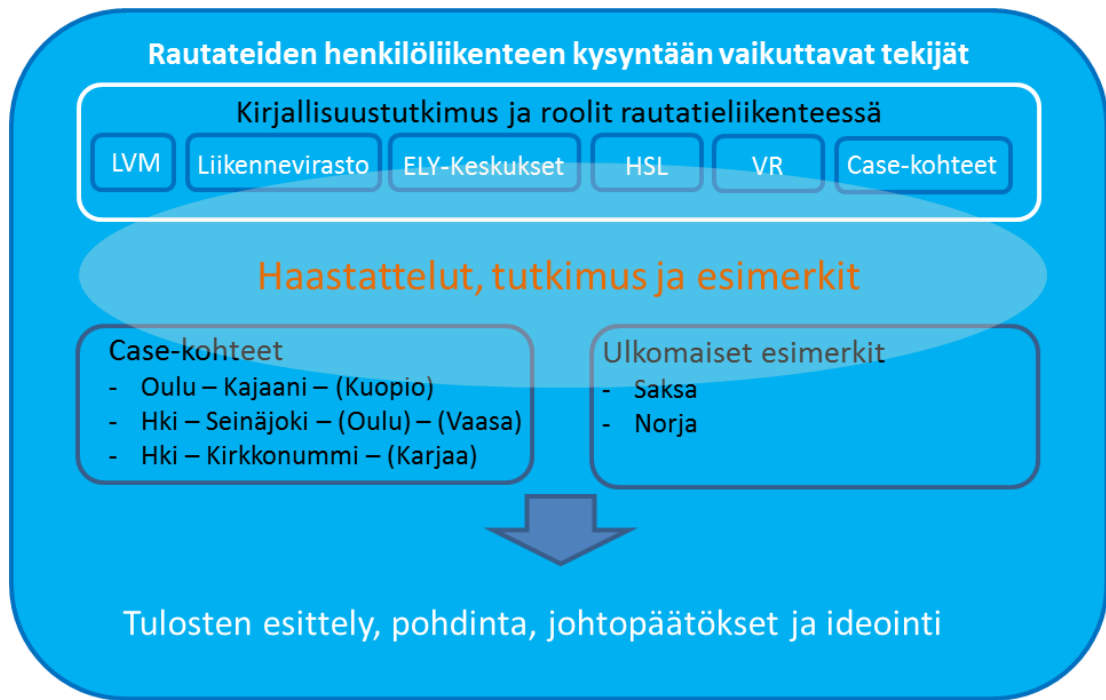 Rautateiden henkilöliikenteen kysyntään vaikuttavat tekijät
Kirjallisuustutkimus ja roolit rautatieliikenteessä
LVM Liikennevirasto ELY-Keskukset HSL VR Case-kohteet
Haastattelut, tutkimus ja esimerkit
Case-kohteet
- Oulu – Kajaani – (Kuopio)
- Hki – Seinäjoki – (Oulu) – (Vaasa)
- Hki – Kirkkonummi – (Karjaa)
Ulkomaiset esimerkit
- Saksa
- Norja
Tulosten esittely, pohdinta, johtopäätökset ja ideointi